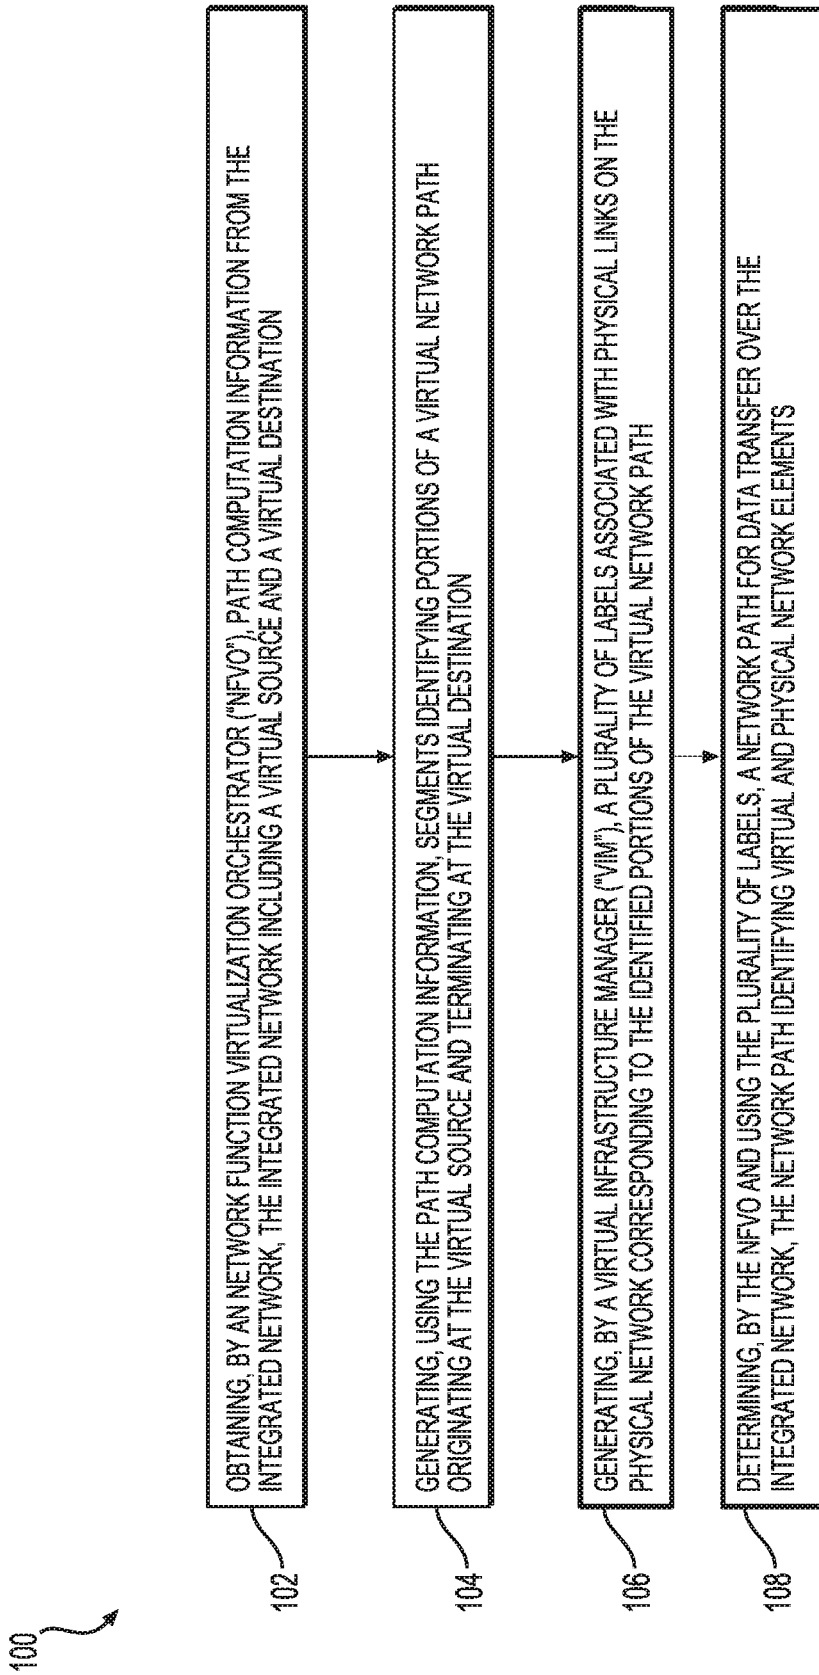 100
102
OBTAINING, BY AN NETWORK FUNCTION VIRTUALIZATION ORCHESTRATOR ("NFVO"), PATH COMPUTATION INFORMATION FROM THE
INTEGRATED NETWORK, THE INTEGRATED NETWORK INCLUDING A VIRTUAL SOURCE AND A VIRTUAL DESTINATION
104
GENERATING, USING THE PATH COMPUTATION INFORMATION, SEGMENTS IDENTIFYING PORTIONS OF A VIRTUAL NETWORK PATH
ORIGINATING AT THE VIRTUAL SOURCE AND TERMINATING AT THE VIRTUAL DESTINATION
106
GENERATING, BY A VIRTUAL INFRASTRUCTURE MANAGER ("VIM"), A PLURALITY OF LABELS ASSOCIATED WITH PHYSICAL LINKS ON THE
PHYSICAL NETWORK CORRESPONDING TO THE IDENTIFIED PORTIONS OF THE VIRTUAL NETWORK PATH
108
DETERMINING, BY THE NFVO AND USING THE PLURALITY OF LABELS, A NETWORK PATH FOR DATA TRANSFER OVER THE
INTEGRATED NETWORK, THE NETWORK PATH IDENTIFYING VIRTUAL AND PHYSICAL NETWORK ELEMENTS